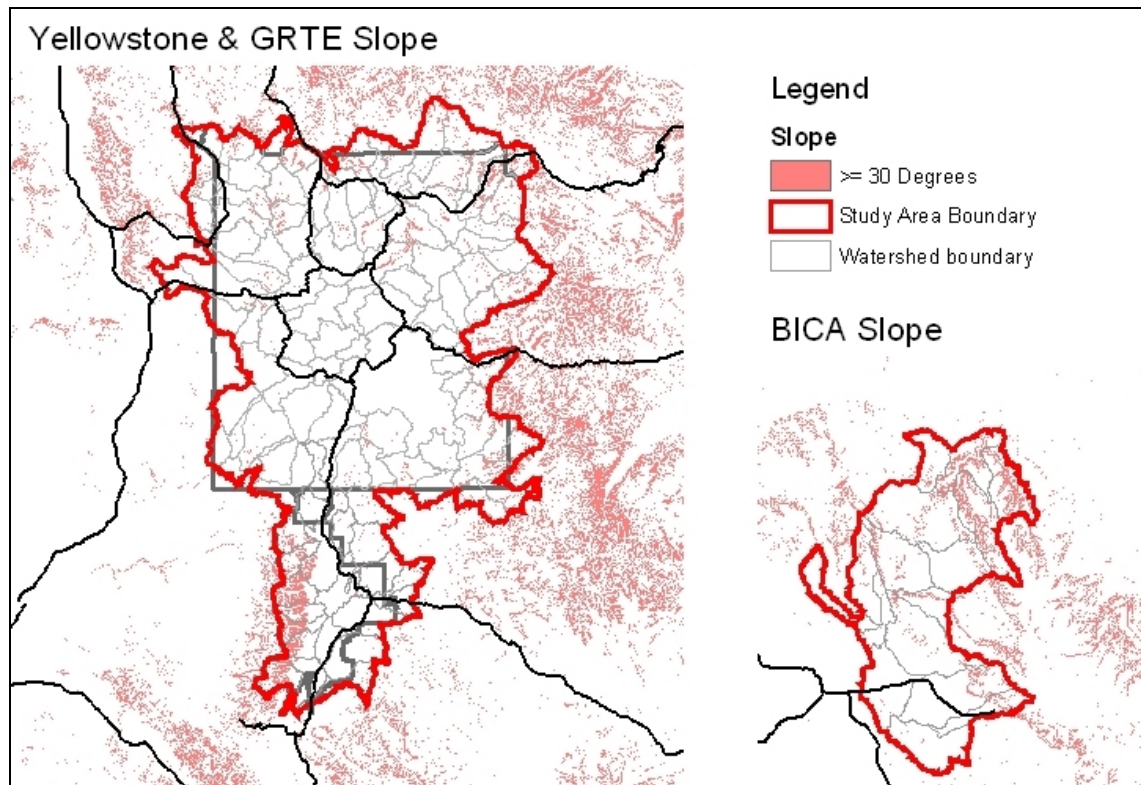 Yellowstone & GRTE Slope
Legend
Slope
>= 30 Degrees
Study Area Boundary
Watershed boundary
BICA Slope